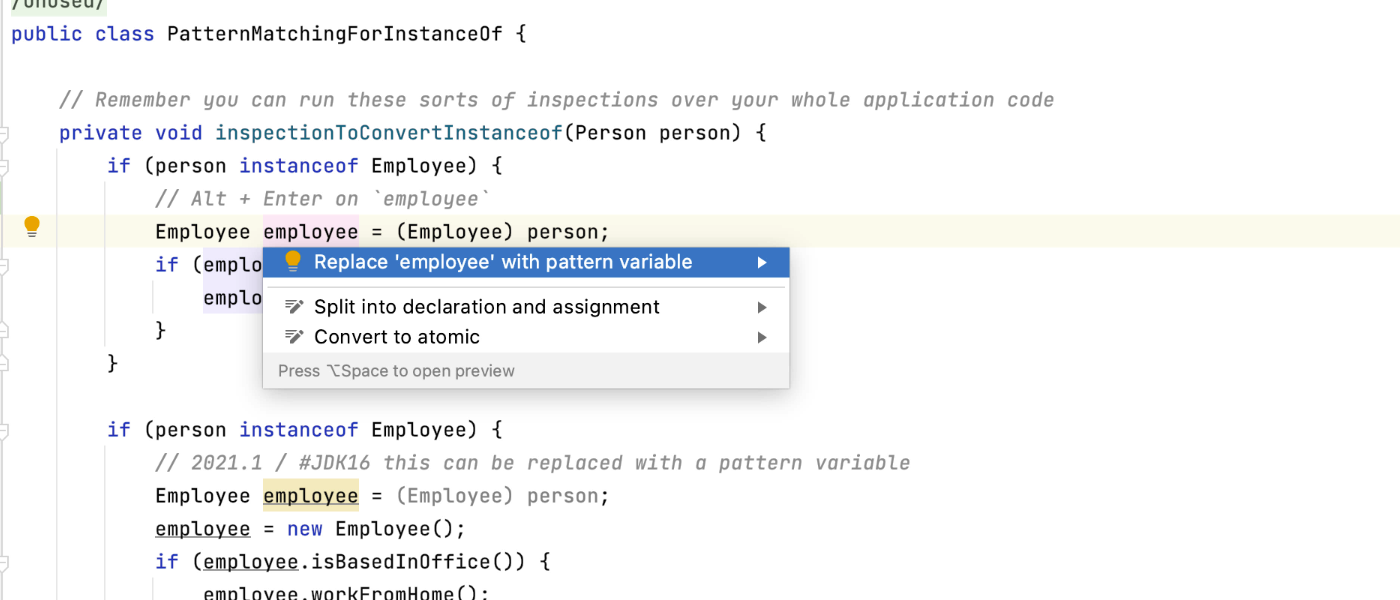 /Unused/
public class PatternMatchingForInstanceOf {
// Remember you can run these sorts of inspections over your whole application code
private void inspectionToConvertInstanceof(Person person) {
if (person instanceof Employee) {
// Alt + Enter on `employee`
Employee employee = (Employee) person;
if (emplo
Replace 'employee' with pattern variable
emplo
Split into declaration and assignment
}
Convert to atomic
}
Press ⌥Space to open preview
if (person instanceof Employee) {
// 2021.1 / #JDK16 this can be replaced with a pattern variable
Employee employee = (Employee) person;
employee = new Employee();
if (employee.isBasedInOffice()) {
employee.workFromHome();